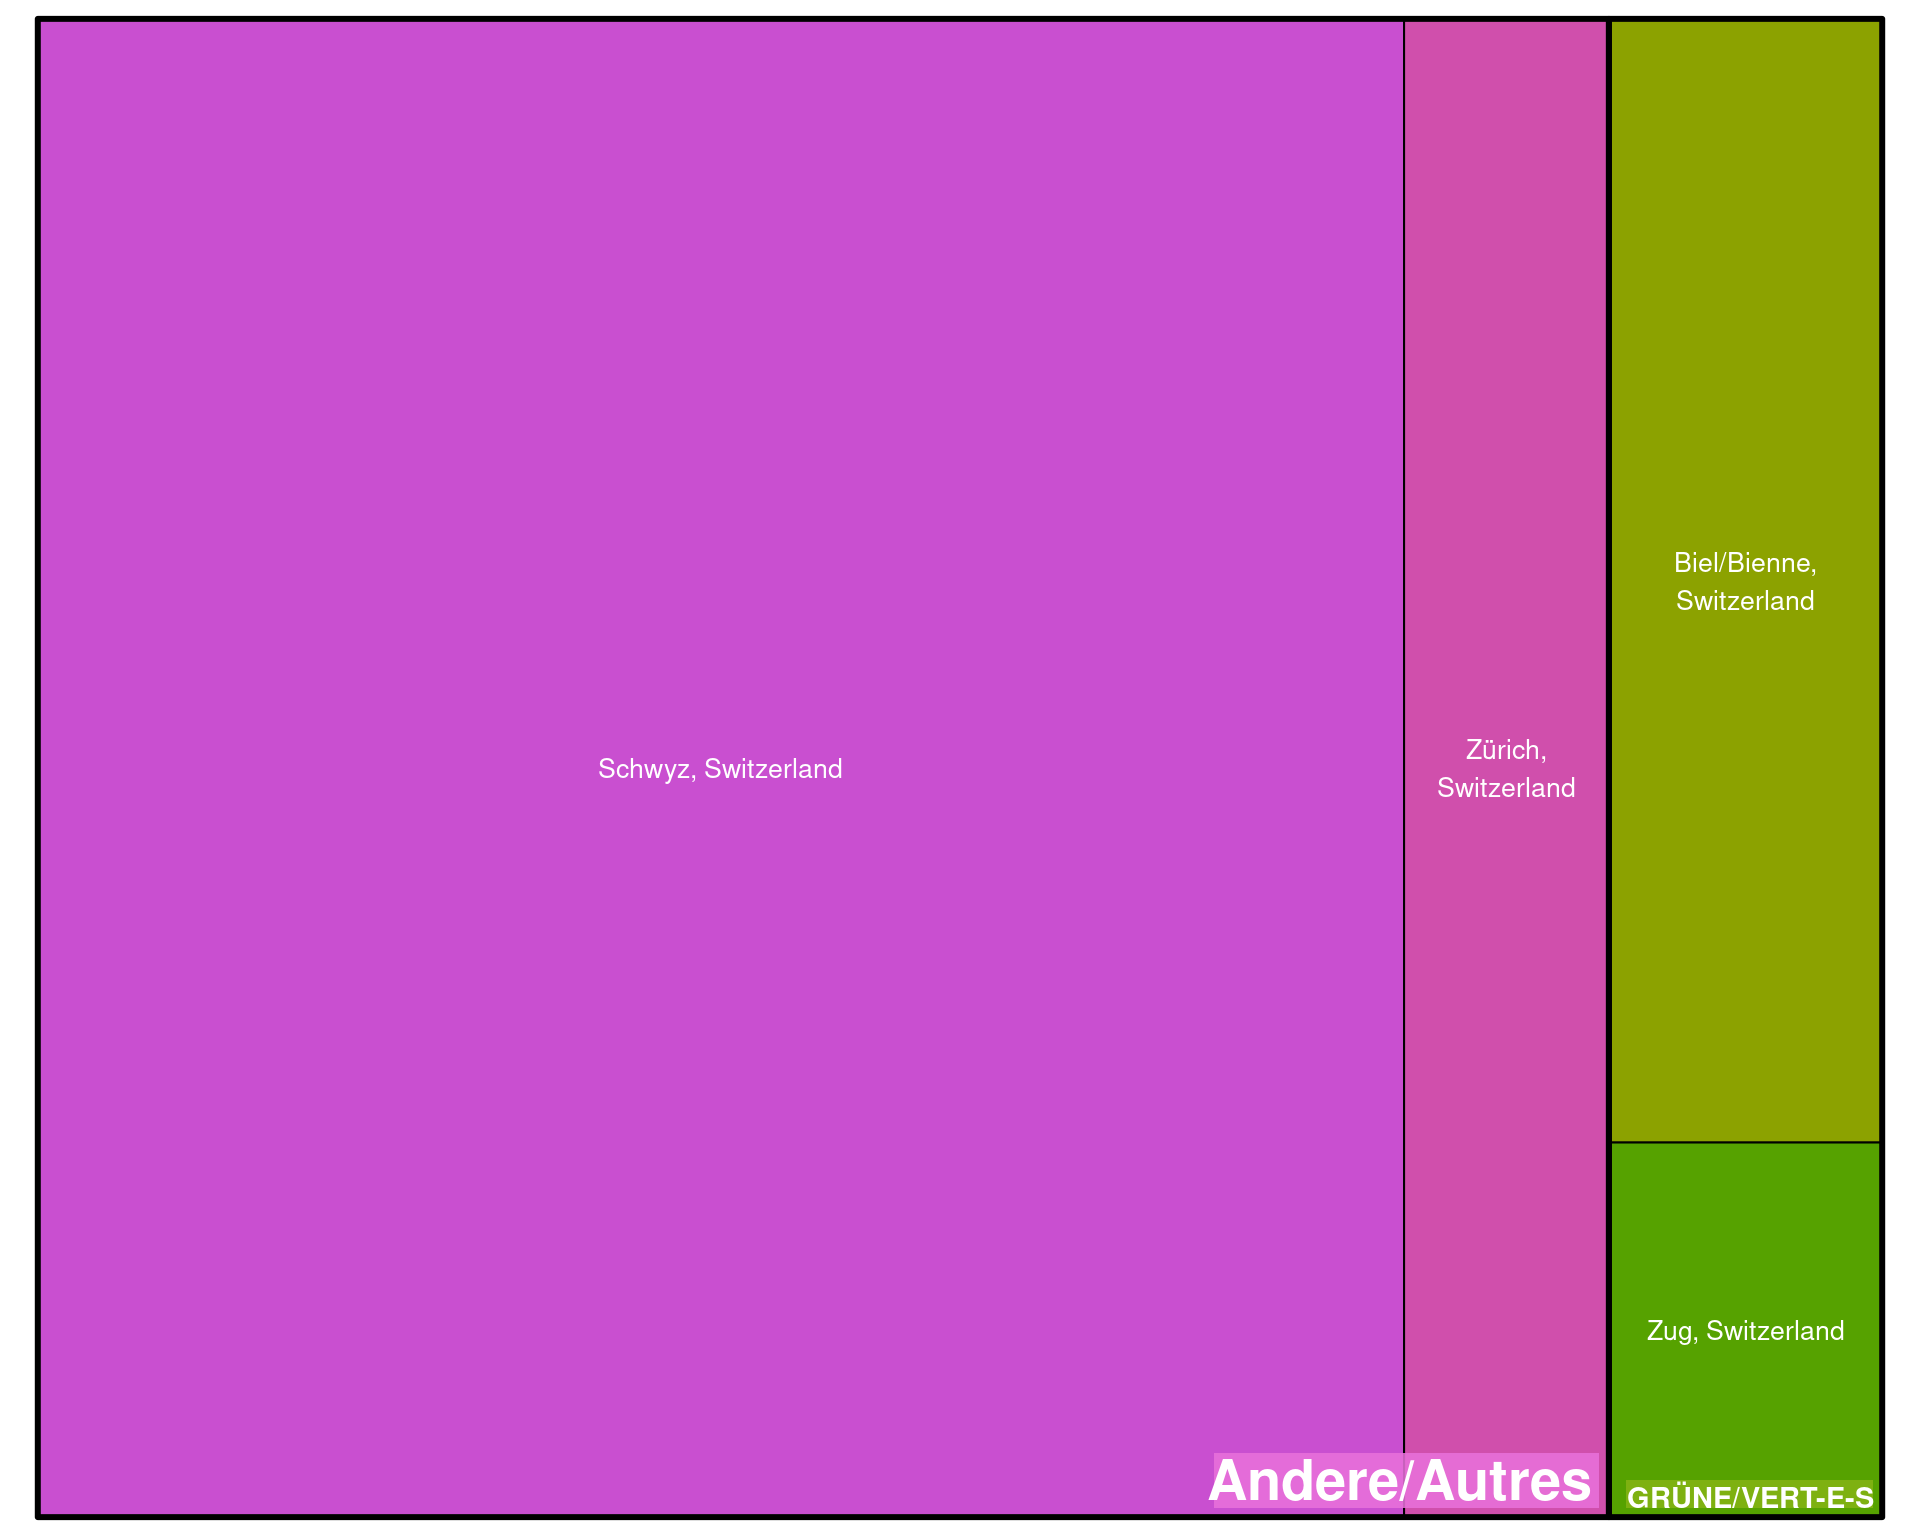 Schwyz, Switzerland
Zürich,
Switzerland
Andere/Autres
Biel/Bienne,
Switzerland
Zug, Switzerland
GRÜNE/VERT-E-S